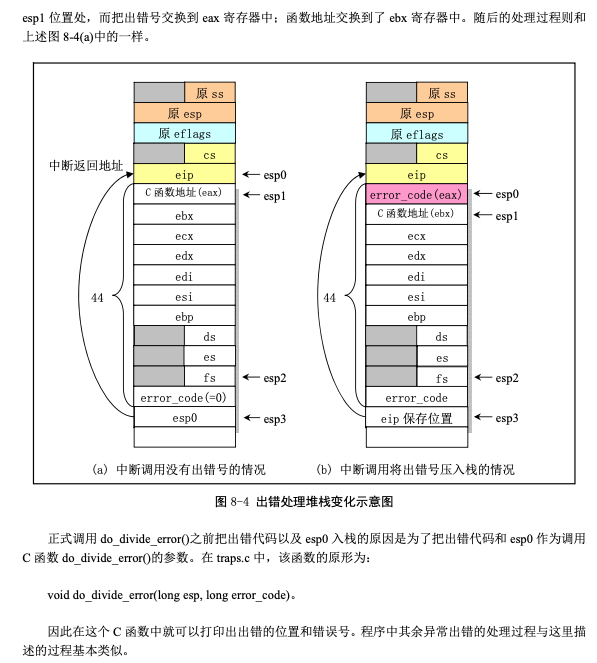 esp1 位置处，而把出错号交换到 eax 寄存器中；函数地址交换到了 ebx 寄存器中。随后的处理过程则和
上述图 8-4(a)中的一样。
原 ss
原 esp
原 eflags
cs
中断返回地址
eip
esp0
C 函数地址(eax)
esp1
ebx
ecx
edx
edi
44
esi
ebp
ds
es
fs
esp2
error_code(=0)
esp0
esp3
(a) 中断调用没有出错号的情况
原 ss
原 esp
原 eflags
cs
eip
error_code(eax)
esp0
C 函数地址(ebx)
esp1
ecx
edx
edi
44
esi
ebp
ds
es
fs
esp2
error_code
eip 保存位置
esp3
(b) 中断调用将出错号压入栈的情况
图 8-4 出错处理堆栈变化示意图
正式调用 do_divide_error()之前把出错代码以及 esp0 入栈的原因是为了把出错代码和 esp0 作为调用
C 函数 do_divide_error()的参数。在 traps.c 中，该函数的原形为：
void do_divide_error(long esp, long error_code)。
因此在这个 C 函数中就可以打印出出错的位置和错误号。程序中其余异常出错的处理过程与这里描
述的过程基本类似。